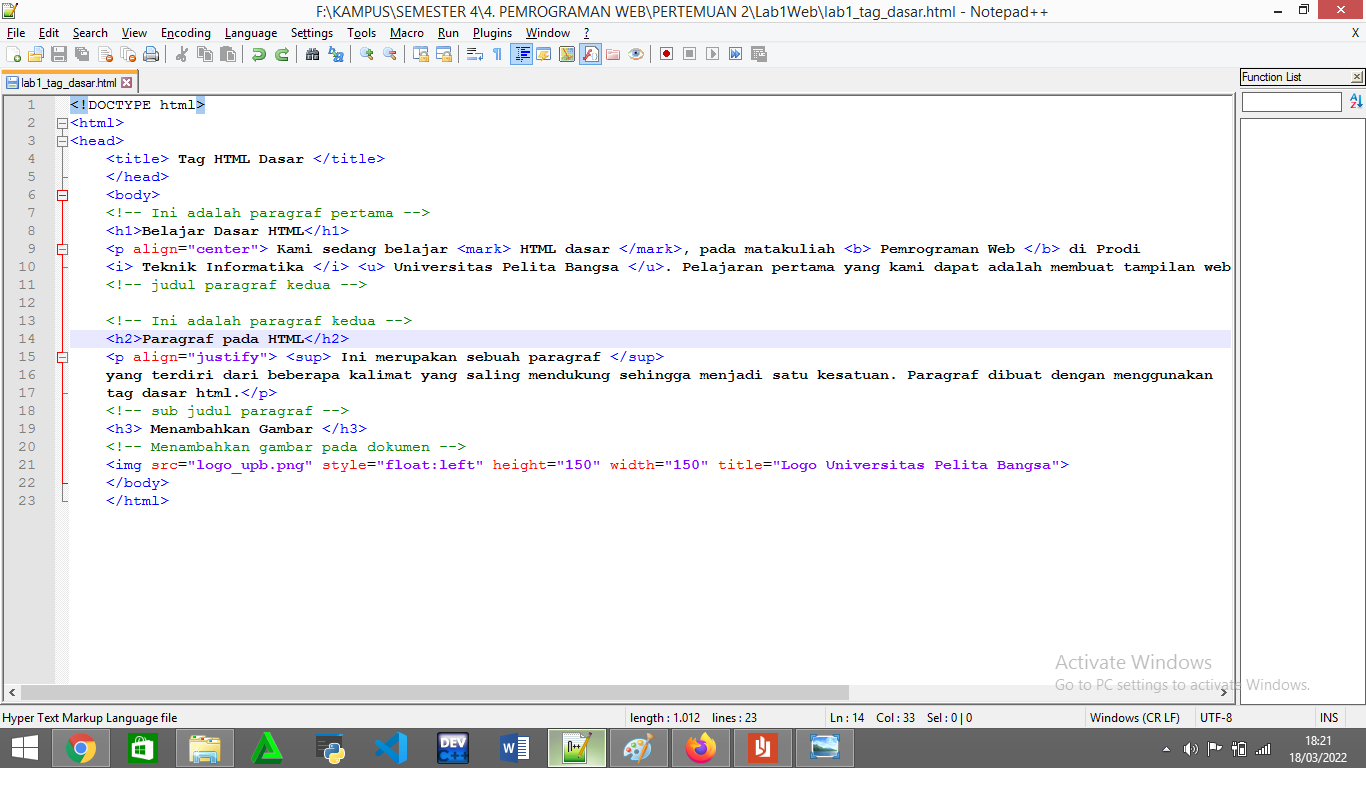 F:\KAMPUS\SEMESTER 4\4. PEMROGRAMAN WEB\PERTEMUAN 2\Lab1Web\lab1_tag_dasar.html - Notepad++
File Edit Search View Encoding Language Settings Tools Macro Run Plugins Window ? X
lab1_tag_dasar.html
Function List
1 <!DOCTYPE html>
2 <html>
3 <head>
4 <title> Tag HTML Dasar </title>
5 </head>
6 <body>
7 <!-- Ini adalah paragraf pertama -->
8 <h1>Belajar Dasar HTML</h1>
9 <p align="center"> Kami sedang belajar <mark> HTML dasar </mark>, pada matakuliah <b> Pemrograman Web </b> di Prodi
10 <i> Teknik Informatika </i> <u> Universitas Pelita Bangsa </u>. Pelajaran pertama yang kami dapat adalah membuat tampilan web
11 <!-- judul paragraf kedua -->
12
13 <!-- Ini adalah paragraf kedua -->
14 <h2>Paragraf pada HTML</h2>
15 <p align="justify"> <sup> Ini merupakan sebuah paragraf </sup>
16 yang terdiri dari beberapa kalimat yang saling mendukung sehingga menjadi satu kesatuan. Paragraf dibuat dengan menggunakan
17 tag dasar html.</p>
18 <!-- sub judul paragraf -->
19 <h3> Menambahkan Gambar </h3>
20 <!-- Menambahkan gambar pada dokumen -->
21 <img src="logo_upb.png" style="float:left" height="150" width="150" title="Logo Universitas Pelita Bangsa">
22 </body>
23 </html>
Activate Windows
Go to PC settings to activate Windows.
Hyper Text Markup Language file length : 1.012 lines : 23 Ln : 14 Col : 33 Sel : 0 | 0 Windows (CR LF) UTF-8 INS
DEV C++
18:21
18/03/2022